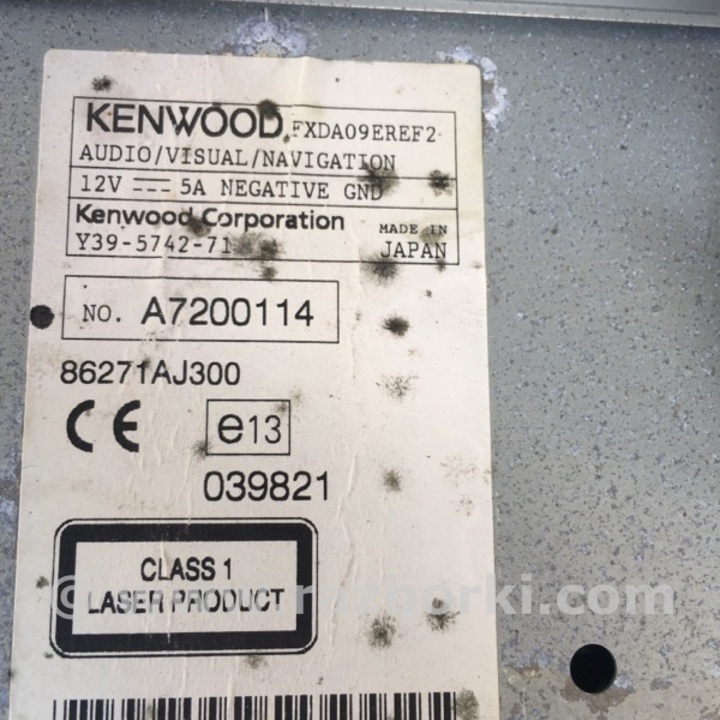 KENWOOD FXDA09EREF2
AUDIO/VISUAL/NAVIGATION
12V ⎓ 5A NEGATIVE GND
Kenwood Corporation
Y39-5742-71 MADE IN JAPAN
NO. A7200114
86271AJ300
CE e13
039821
CLASS 1
LASER PRODUCT